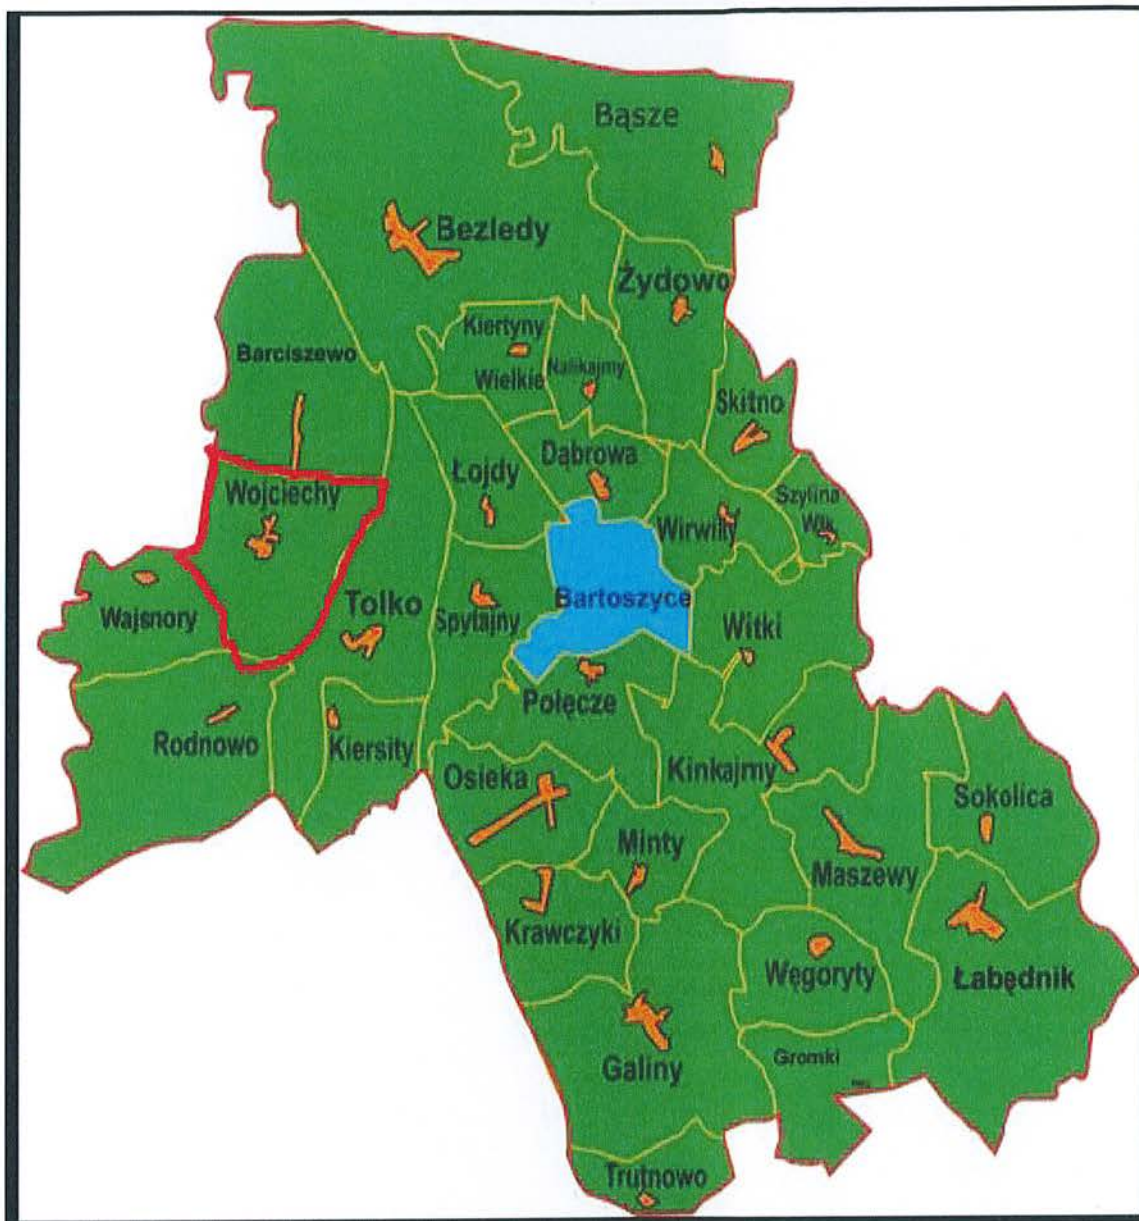 Bąsze
Bezledy
Żydowo
Kiertyny
Wielkie
Nalikajmy
Barciszewo
Skitno
Łojdy
Dąbrowa
Wojciechy
Szylina
Wlk.
Wirwilty
Bartoszyce
Wajsnory
Tolko
Spytajny
Witki
Połęcze
Rodnowo
Kiersity
Osieka
Kinkajmy
Sokolica
Minty
Maszewy
Krawczyki
Węgoryty
Łabędnik
Galiny
Gromki
Trutnowo